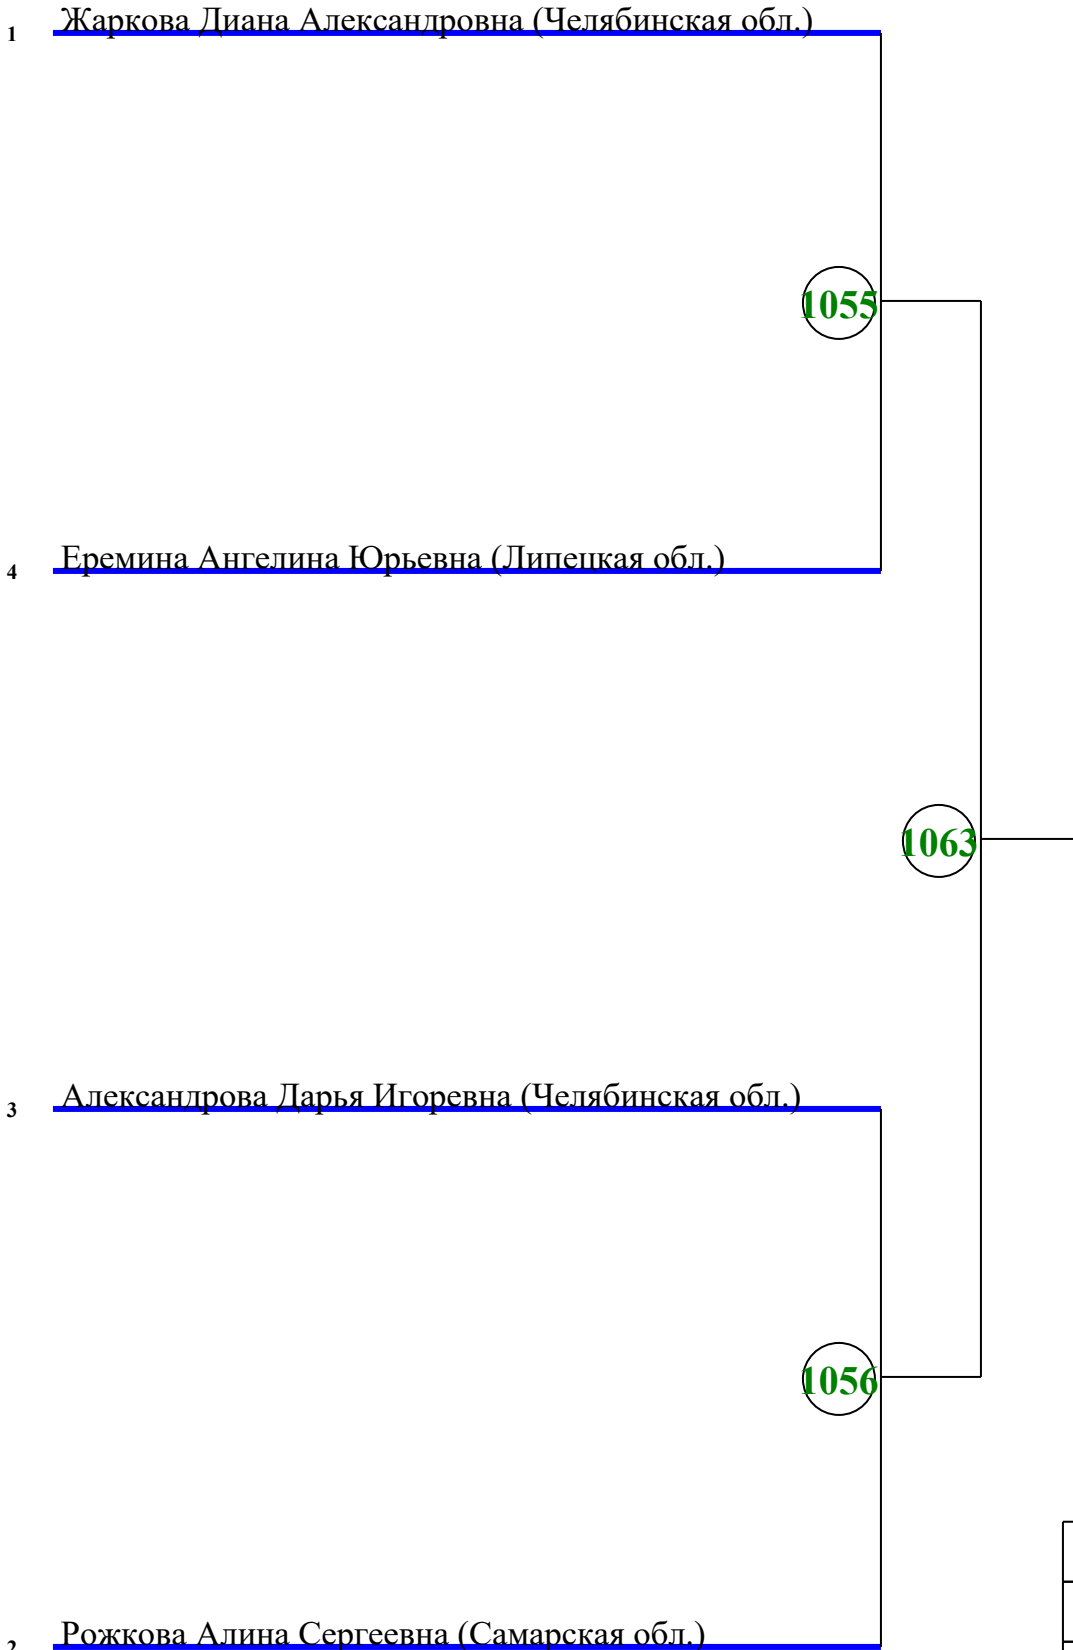 1 Жаркова Диана Александровна (Челябинская обл.)
1055
4 Еремина Ангелина Юрьевна (Липецкая обл.)
1063
3 Александрова Дарья Игоревна (Челябинская обл.)
1056
2 Рожкова Алина Сергеевна (Самарская обл.)